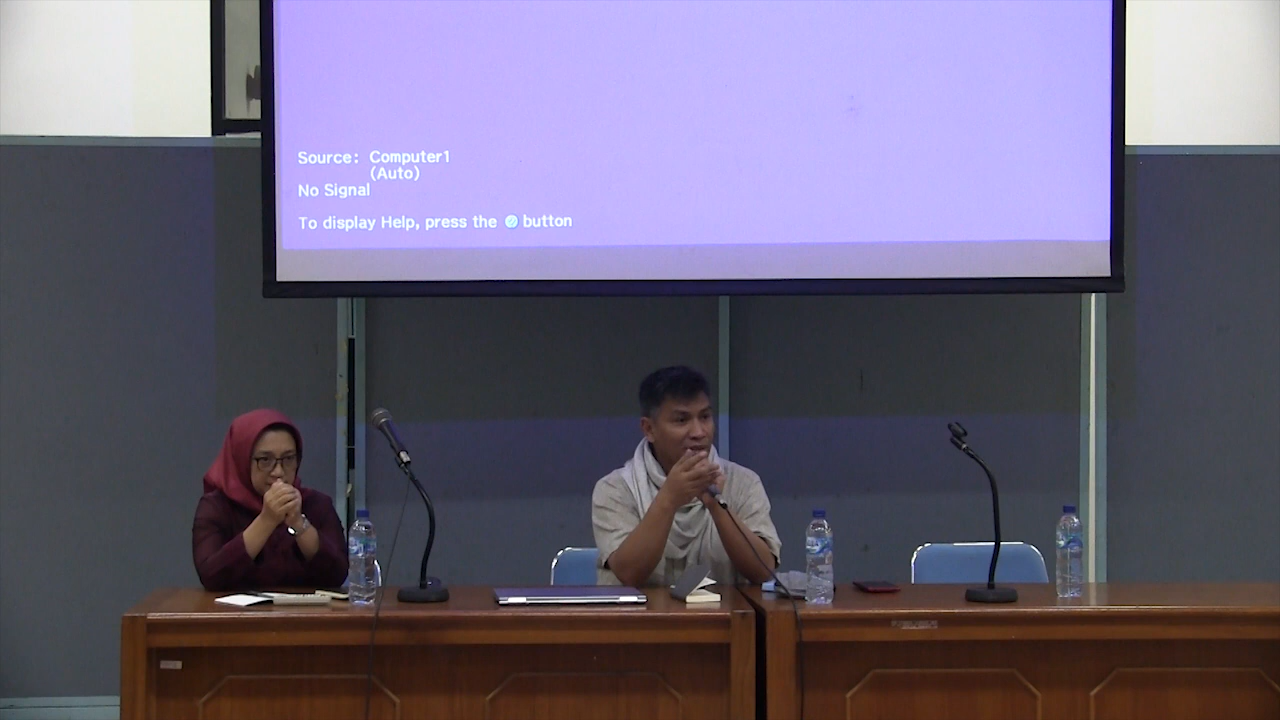 Source: Computer1
(Auto)
No Signal
To display Help, press the button